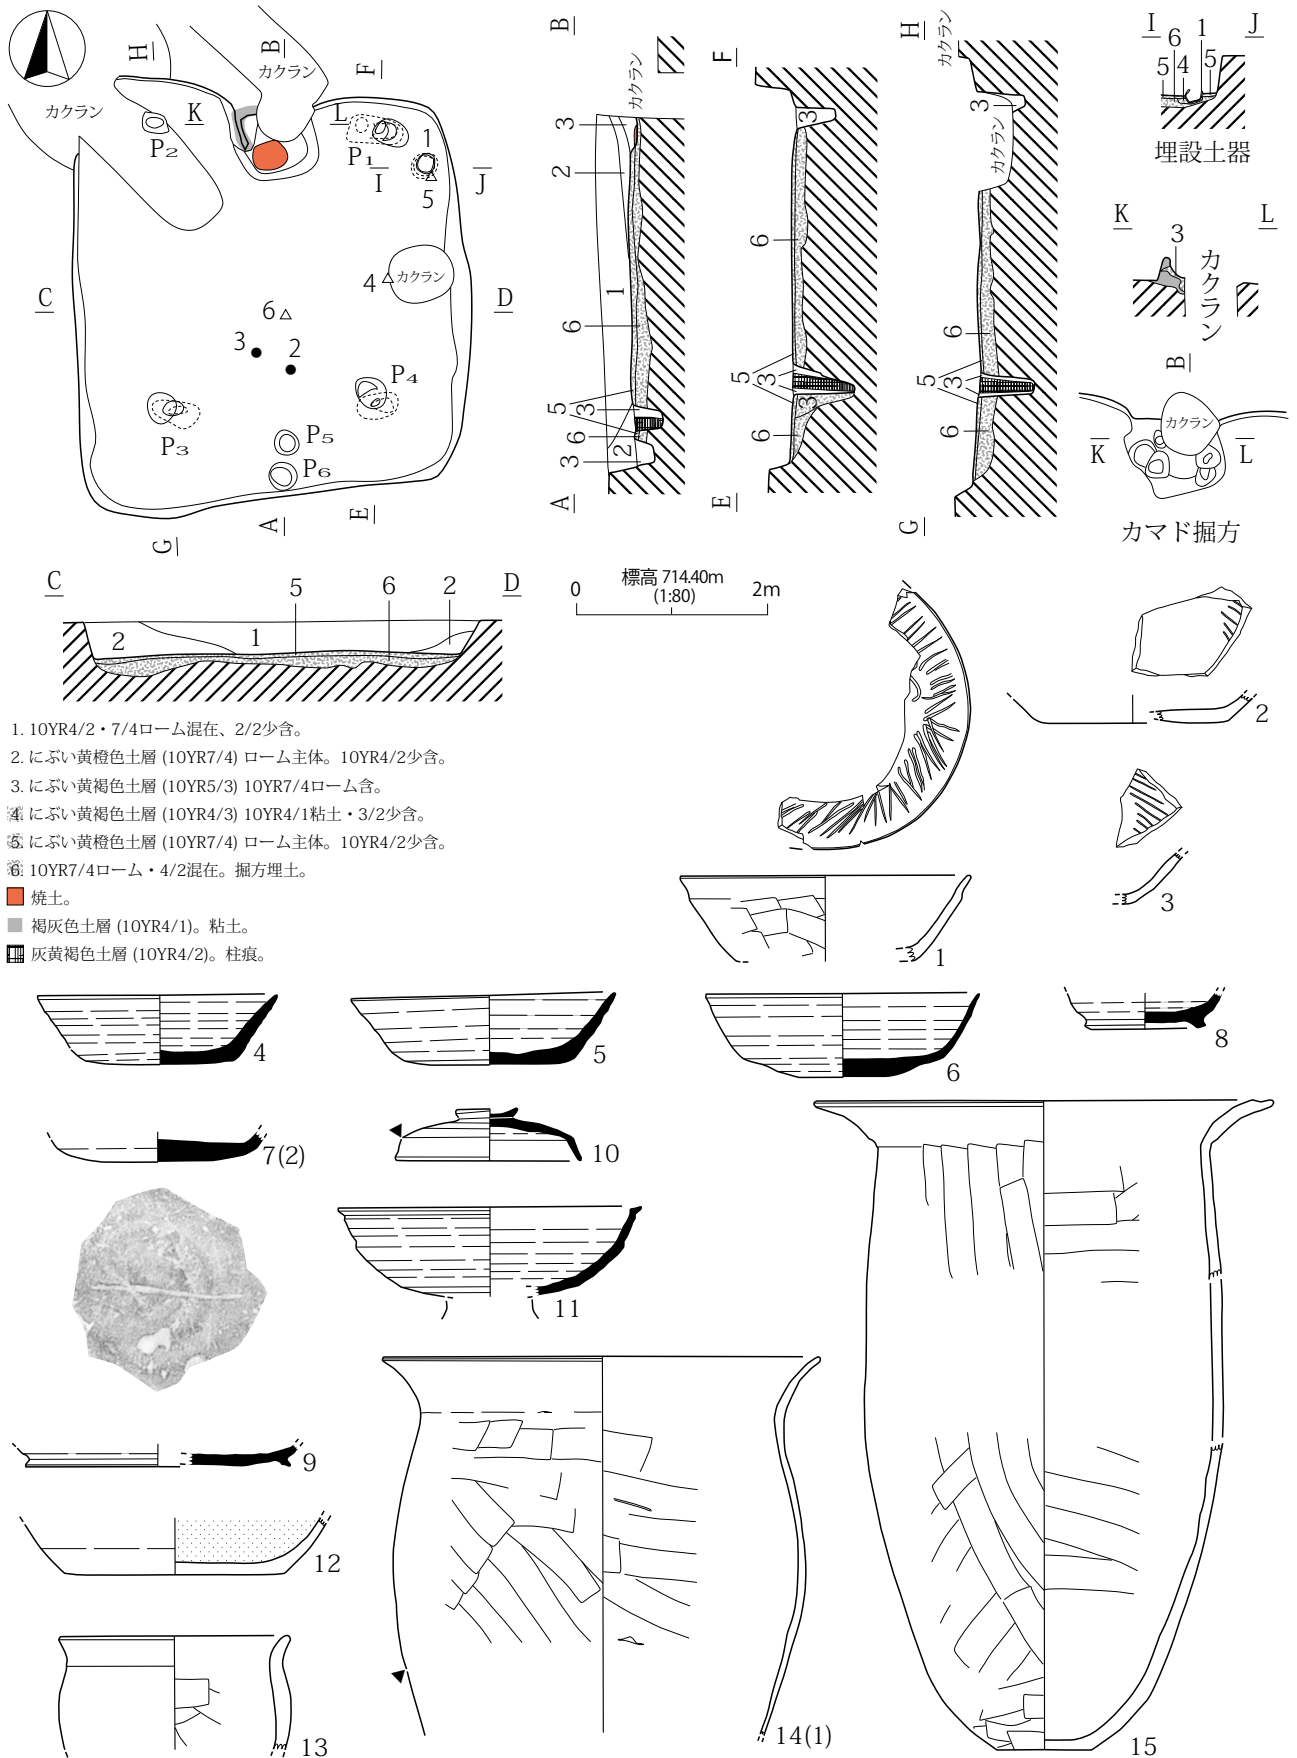 H
B
カクラン
F
カクラン
K
L
P2
P1
1
I
J
5
4
カクラン
C
D
6
3
2
P4
P3
P5
P6
G
A
E
B
カクラン
3
2
1
6
5
3
6
2
3
A
F
3
6
5
3
3
6
E
H
カクラン
3
カクラン
6
5
3
6
G
I
6
1
J
5
4
5
埋設土器
K
3
L
カクラン
B
カクラン
K
L
カマド掘方
C
5
6
2
D
2
1
標高 714.40m
0
(1:80)
2m
1. 10YR4/2・7/4ローム混在、2/2少含。
2. にぶい黄橙色土層 (10YR7/4) ローム主体。10YR4/2少含。
3. にぶい黄褐色土層 (10YR5/3) 10YR7/4ローム含。
4. にぶい黄褐色土層 (10YR4/3) 10YR4/1粘土・3/2少含。
5. にぶい黄橙色土層 (10YR7/4) ローム主体。10YR4/2少含。
6. 10YR7/4ローム・4/2混在。掘方埋土。
焼土。
褐灰色土層 (10YR4/1)。粘土。
灰黄褐色土層 (10YR4/2)。柱痕。
2
3
1
4
5
6
8
7(2)
10
11
9
12
13
14(1)
15